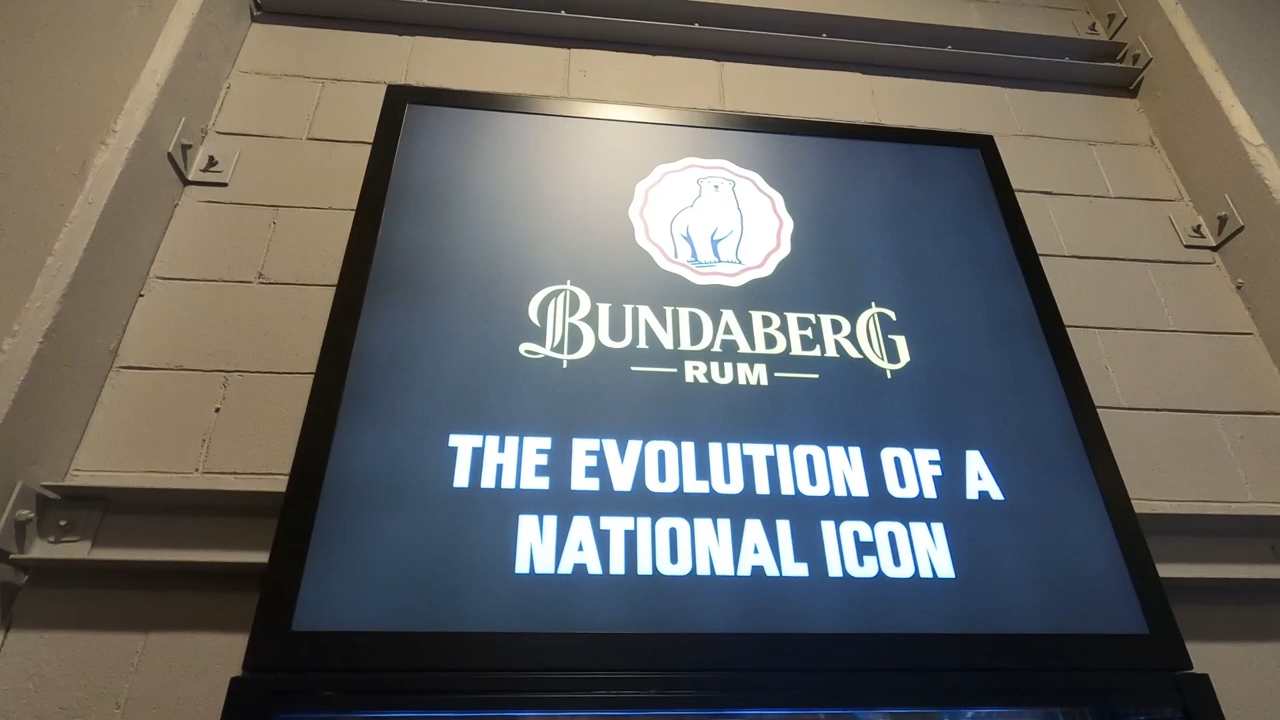 BUNDABERG
RUM
THE EVOLUTION OF A
NATIONAL ICON